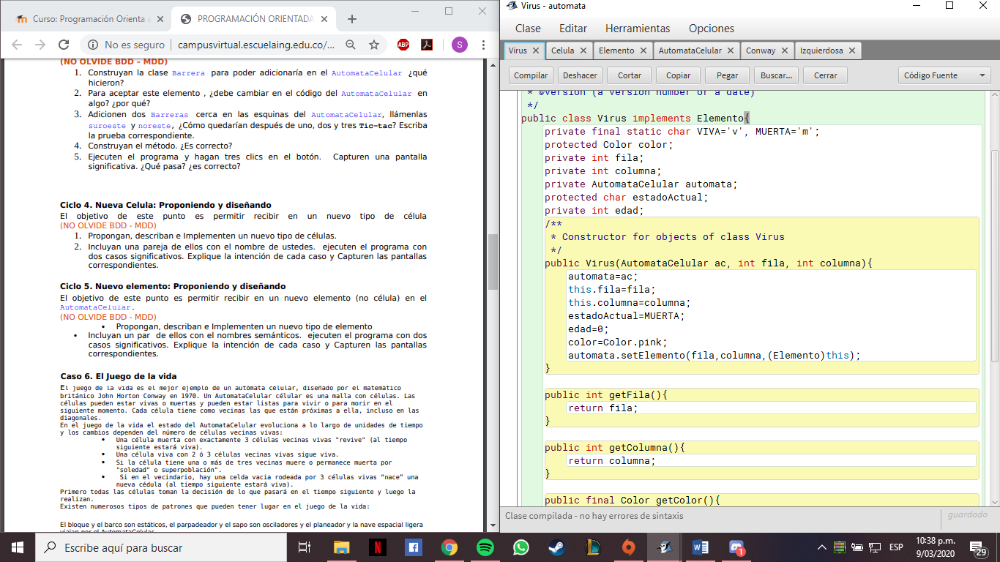 Curso: Programación Orienta a
PROGRAMACIÓN ORIENTADA
No es seguro
campusvirtual.escuelaing.edu.co/...
ABP
S
(NO OLVIDE BDD – MDD)
1. Construyan la clase Barrera para poder adicionaría en el AutomataCelular ¿qué
hicieron?
2. Para aceptar este elemento , ¿debe cambiar en el código del AutomataCelular en
algo? ¿por qué?
3. Adicionen dos Barreras cerca en las esquinas del AutomataCelular, llámenlas
suroeste y noreste, ¿Cómo quedarían después de uno, dos y tres Tic-tac? Escriba
la prueba correspondiente.
4. Construyan el método. ¿Es correcto?
5. Ejecuten el programa y hagan tres clics en el botón. Capturen una pantalla
significativa. ¿Qué pasa? ¿es correcto?
Ciclo 4. Nueva Celula: Proponiendo y diseñando
El objetivo de este punto es permitir recibir en un nuevo tipo de célula
(NO OLVIDE BDD - MDD)
1. Propongan, describan e Implementen un nuevo tipo de células.
2. Incluyan una pareja de ellos con el nombre de ustedes. ejecuten el programa con
dos casos significativos. Explique la intención de cada caso y Capturen las pantallas
correspondientes.
Ciclo 5. Nuevo elemento: Proponiendo y diseñando
El objetivo de este punto es permitir recibir en un nuevo elemento (no célula) en el
AutomataCelular.
(NO OLVIDE BDD - MDD)
• Propongan, describan e Implementen un nuevo tipo de elemento
• Incluyan un par de ellos con el nombres semánticos. ejecuten el programa con dos
casos significativos. Explique la intención de cada caso y Capturen las pantallas
correspondientes.
Caso 6. El Juego de la vida
El juego de la vida es el mejor ejemplo de un autómata célular, diseñado por el matemático
británico John Horton Conway en 1970. Un AutomataCelular célular es una malla con células. Las
células pueden estar vivas o muertas y pueden estar listas para vivir o para morir en el
siguiente momento. Cada célula tiene como vecinas las que están próximas a ella, incluso en las
diagonales.
En el juego de la vida el estado del AutomataCelular evoluciona a lo largo de unidades de tiempo
y los cambios dependen del número de células vecinas vivas:
• Una célula muerta con exactamente 3 células vecinas vivas "revive" (al tiempo
siguiente estará viva).
• Una célula viva con 2 ó 3 células vecinas vivas sigue viva.
• Si la célula tiene una o más de tres vecinas muere o permanece muerta por
"soledad" o superpoblación".
• Si en el vecindario, hay una celda vacia rodeada por 3 células vivas “nace” una
nueva cédula (al tiempo siguiente estará viva).
Primero todas las células toman la decisión de lo que pasará en el tiempo siguiente y luego la
realizan.
Existen numerosos tipos de patrones que pueden tener lugar en el juego de la vida:
El bloque y el barco son estáticos, el parpadeador y el sapo son osciladores y el planeador y la nave espacial ligera
viajan por el AutomataCelular
Virus - automata
Clase Editar Herramientas Opciones
Virus Celula Elemento AutomataCelular Conway Izquierdosa
Compilar Deshacer Cortar Copiar Pegar Buscar... Cerrar Código Fuente
* @version (a version number or a date)
*/
public class Virus implements Elemento{
private final static char VIVA='v', MUERTA='m';
protected Color color;
private int fila;
private int columna;
private AutomataCelular automata;
protected char estadoActual;
private int edad;
/**
* Constructor for objects of class Virus
*/
public Virus(AutomataCelular ac, int fila, int columna){
automata=ac;
this.fila=fila;
this.columna=columna;
estadoActual=MUERTA;
edad=0;
color=Color.pink;
automata.setElemento(fila,columna,(Elemento)this);
}
public int getFila(){
return fila;
}
public int getColumna(){
return columna;
}
public final Color getColor(){
Clase compilada - no hay errores de sintaxis
guardado
Escribe aquí para buscar
ESP
10:38 p.m.
9/03/2020
1
29